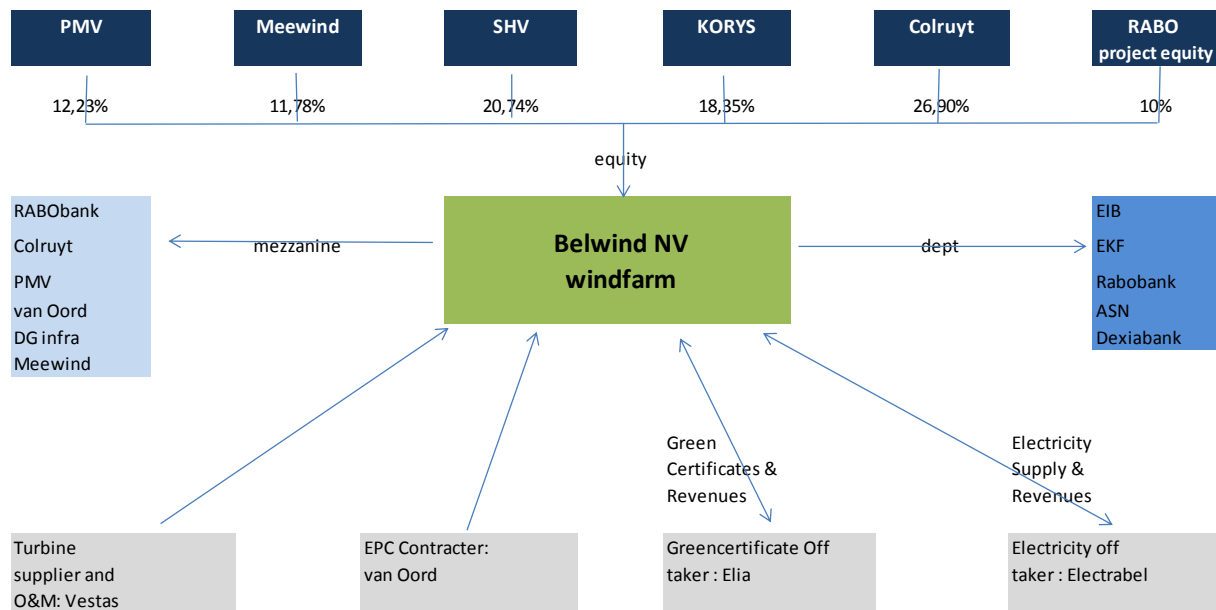 PMV
Meewind
SHV
KORYS
Colruyt
RABO
project equity
12,23%
11,78%
20,74%
18,35%
26,90%
10%
equity
RABObank
Colruyt
PMV
van Oord
DG infra
Meewind
mezzanine
Belwind NV
windfarm
dept
EIB
EKF
Rabobank
ASN
Dexiabank
Green
Certificates &
Revenues
Electricity
Supply &
Revenues
Turbine
supplier and
O&M: Vestas
EPC Contracter:
van Oord
Greencertificate Off
taker : Elia
Electricity off
taker : Electrabel